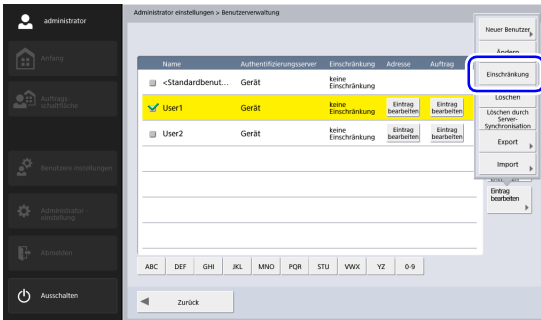 administrator
Administrator einstellungen > Benutzerverwaltung
Anfang
Auftrags-
schaltfläche
Benutzere instellungen
Administrator -
einstellung
Abmelden
Ausschalten
Name Authentifizierungsserver Einschränkung Adresse Auftrag
<Standardbenut... Gerät keine
Einschränkung
User1 Gerät keine
Einschränkung Eintrag
bearbeiten Eintrag
bearbeiten
User2 Gerät keine
Einschränkung Eintrag
bearbeiten Eintrag
bearbeiten
ABC DEF GHI JKL MNO PQR STU VWX YZ 0-9
Zurück
Neuer Benutzer
Ändern
Einschränkung
Löschen
Löschen durch
Server-
Synchronisation
Export
Import
Eintrag
bearbeiten